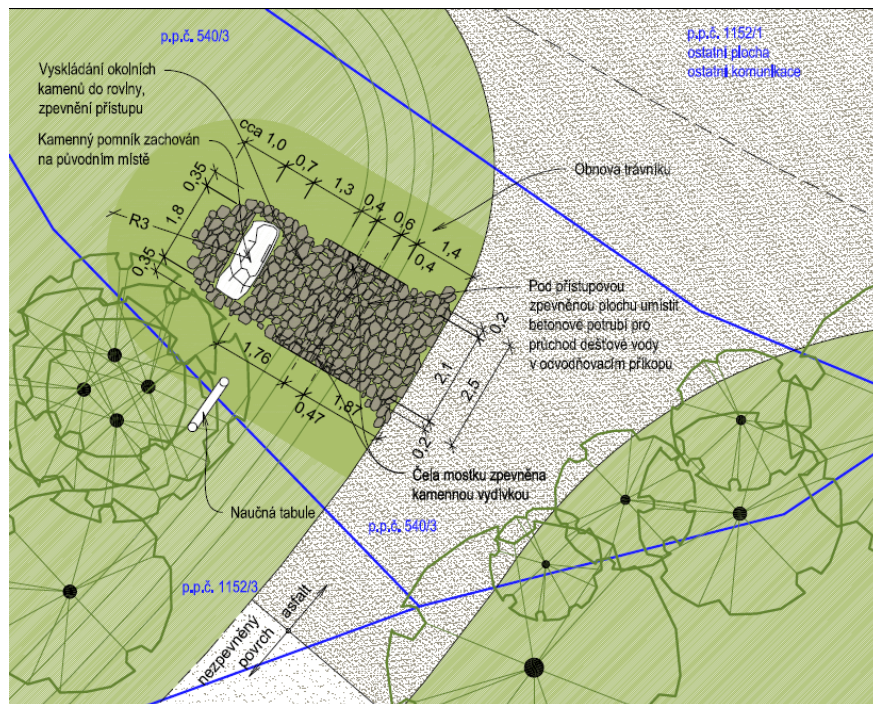 p.p.č. 540/3
p.p.č. 1152/1
ostatní plocha
ostatní komunikace
Vyskládání okolních
kamenů do roviny,
zpevnění přístupu
Kamenný pomník zachován
na původním místě
cca 1,0
0,7
1,3
0,4
0,6
0,4
1,4
Obnova trávníku
0,35
1,8
0,35
R3
Pod přístupovou
zpevněnou plochu umístit
betonové potrubí pro
průchod dešťové vody
v odvodňovacím příkopu
0,2
2,1
2,5
0,2
1,76
0,47
1,87
Čela mostku zpevněna
kamennou vydívkou
Naučná tabule
p.p.č. 540/3
p.p.č. 1152/3
nezpevněný
povrch
asfalt